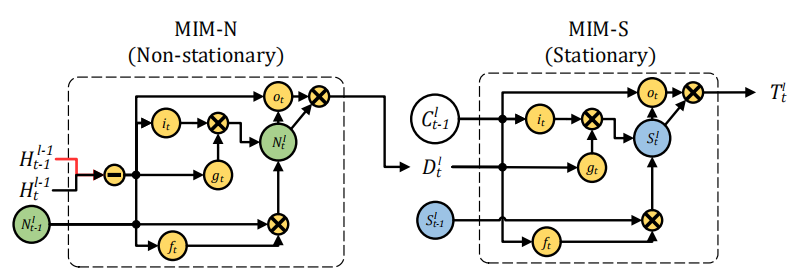 MIM-N
(Non-stationary)
MIM-S
(Stationary)
o_t
i_t
g_t
N_t^l
H_{t-1}^{l-1}
H_t^{l-1}
N_{t-1}^l
f_t
D_t^l
C_{t-1}^l
o_t
i_t
g_t
S_t^l
S_{t-1}^l
f_t
T_t^l